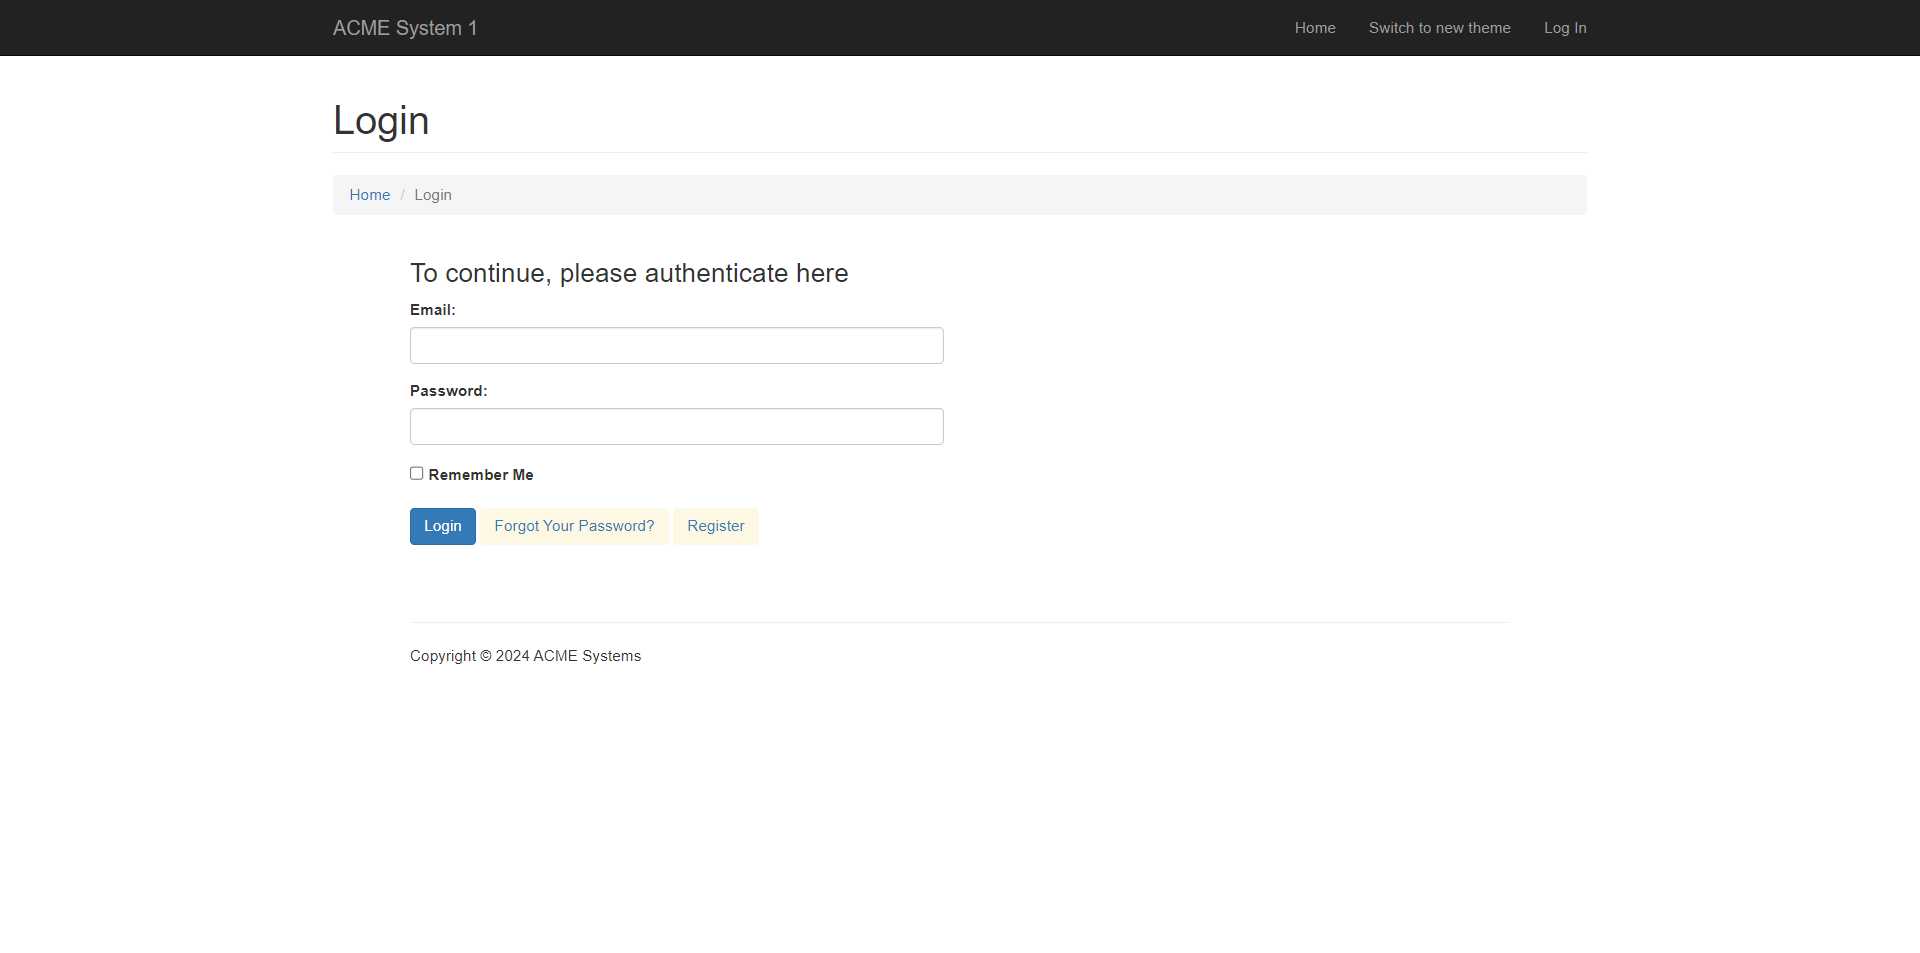 ACME System 1 Home Switch to new theme Log In
Login
Home / Login
To continue, please authenticate here
Email:
Password:
Remember Me
Login Forgot Your Password? Register
Copyright © 2024 ACME Systems